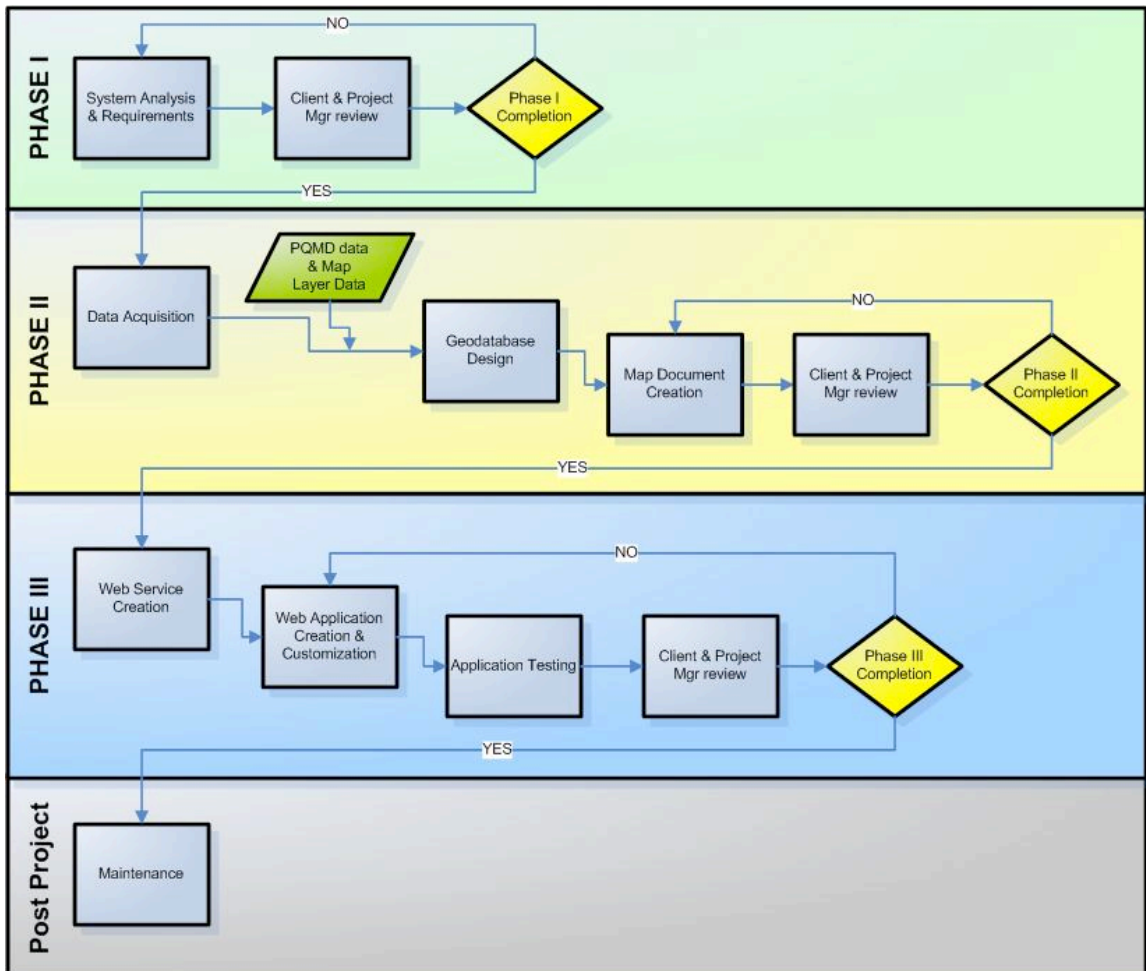 PHASE I
NO
System Analysis
& Requirements
Client & Project
Mgr review
Phase I
Completion
YES
PHASE II
PQMD data
& Map
Layer Data
Data Acquisition
Geodatabase
Design
NO
Map Document
Creation
Client & Project
Mgr review
Phase II
Completion
YES
PHASE III
Web Service
Creation
NO
Web Application
Creation &
Customization
Application Testing
Client & Project
Mgr review
Phase III
Completion
YES
Post Project
Maintenance